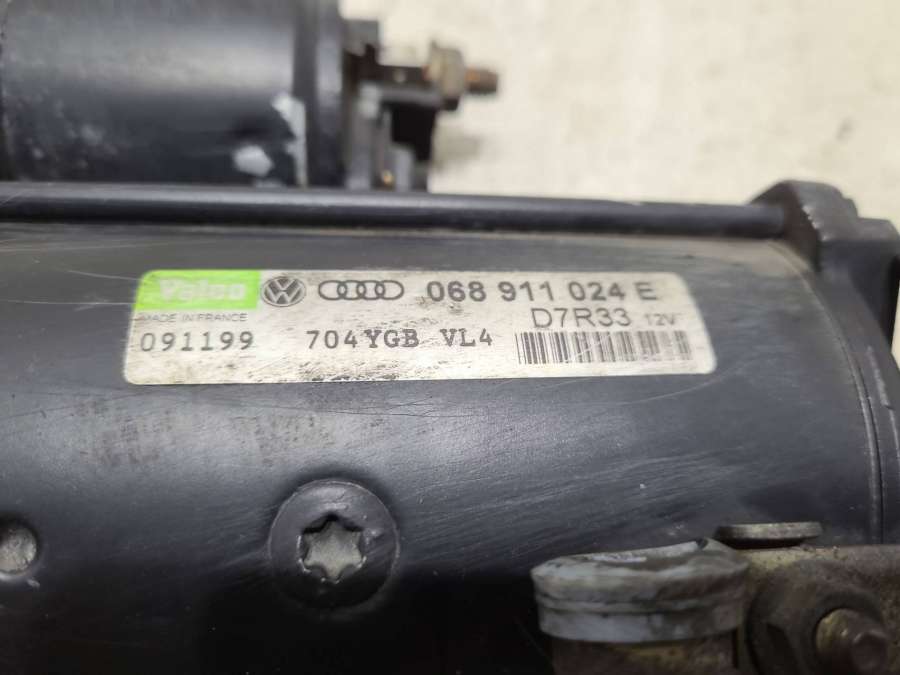 Valeo 068 911 024 E
MADE IN FRANCE D7R33 12V
091199 704YGB VL4